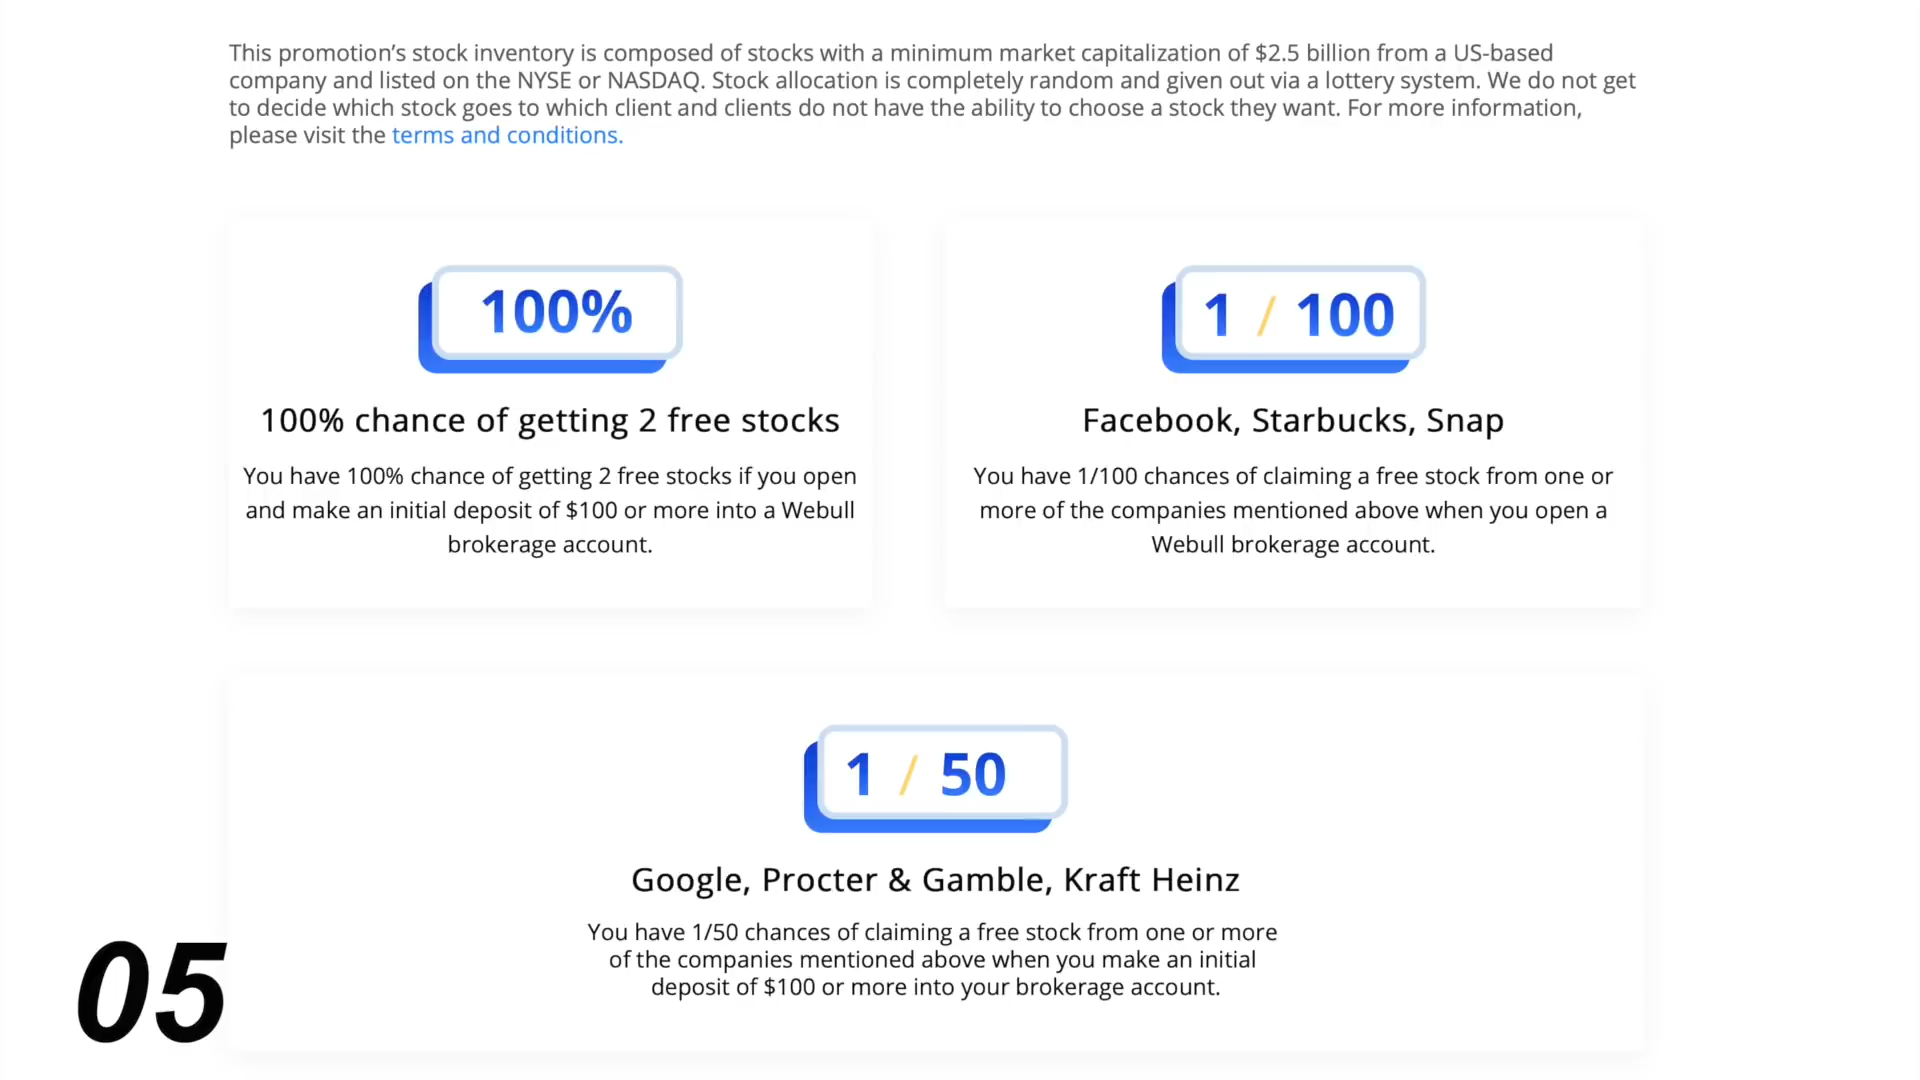 This promotion’s stock inventory is composed of stocks with a minimum market capitalization of $2.5 billion from a US-based
company and listed on the NYSE or NASDAQ. Stock allocation is completely random and given out via a lottery system. We do not get
to decide which stock goes to which client and clients do not have the ability to choose a stock they want. For more information,
please visit the terms and conditions.
100%
100% chance of getting 2 free stocks
You have 100% chance of getting 2 free stocks if you open
and make an initial deposit of $100 or more into a Webull
brokerage account.
1 / 100
Facebook, Starbucks, Snap
You have 1/100 chances of claiming a free stock from one or
more of the companies mentioned above when you open a
Webull brokerage account.
1 / 50
Google, Procter & Gamble, Kraft Heinz
You have 1/50 chances of claiming a free stock from one or more
of the companies mentioned above when you make an initial
deposit of $100 or more into your brokerage account.
05